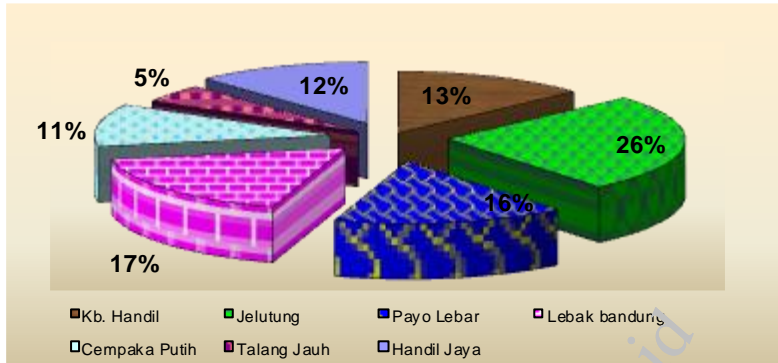 12%
5%
13%
11%
26%
16%
17%
Kb. Handil Jelutung Payo Lebar Lebak bandung
Cempaka Putih Talang Jauh Handil Jaya
id